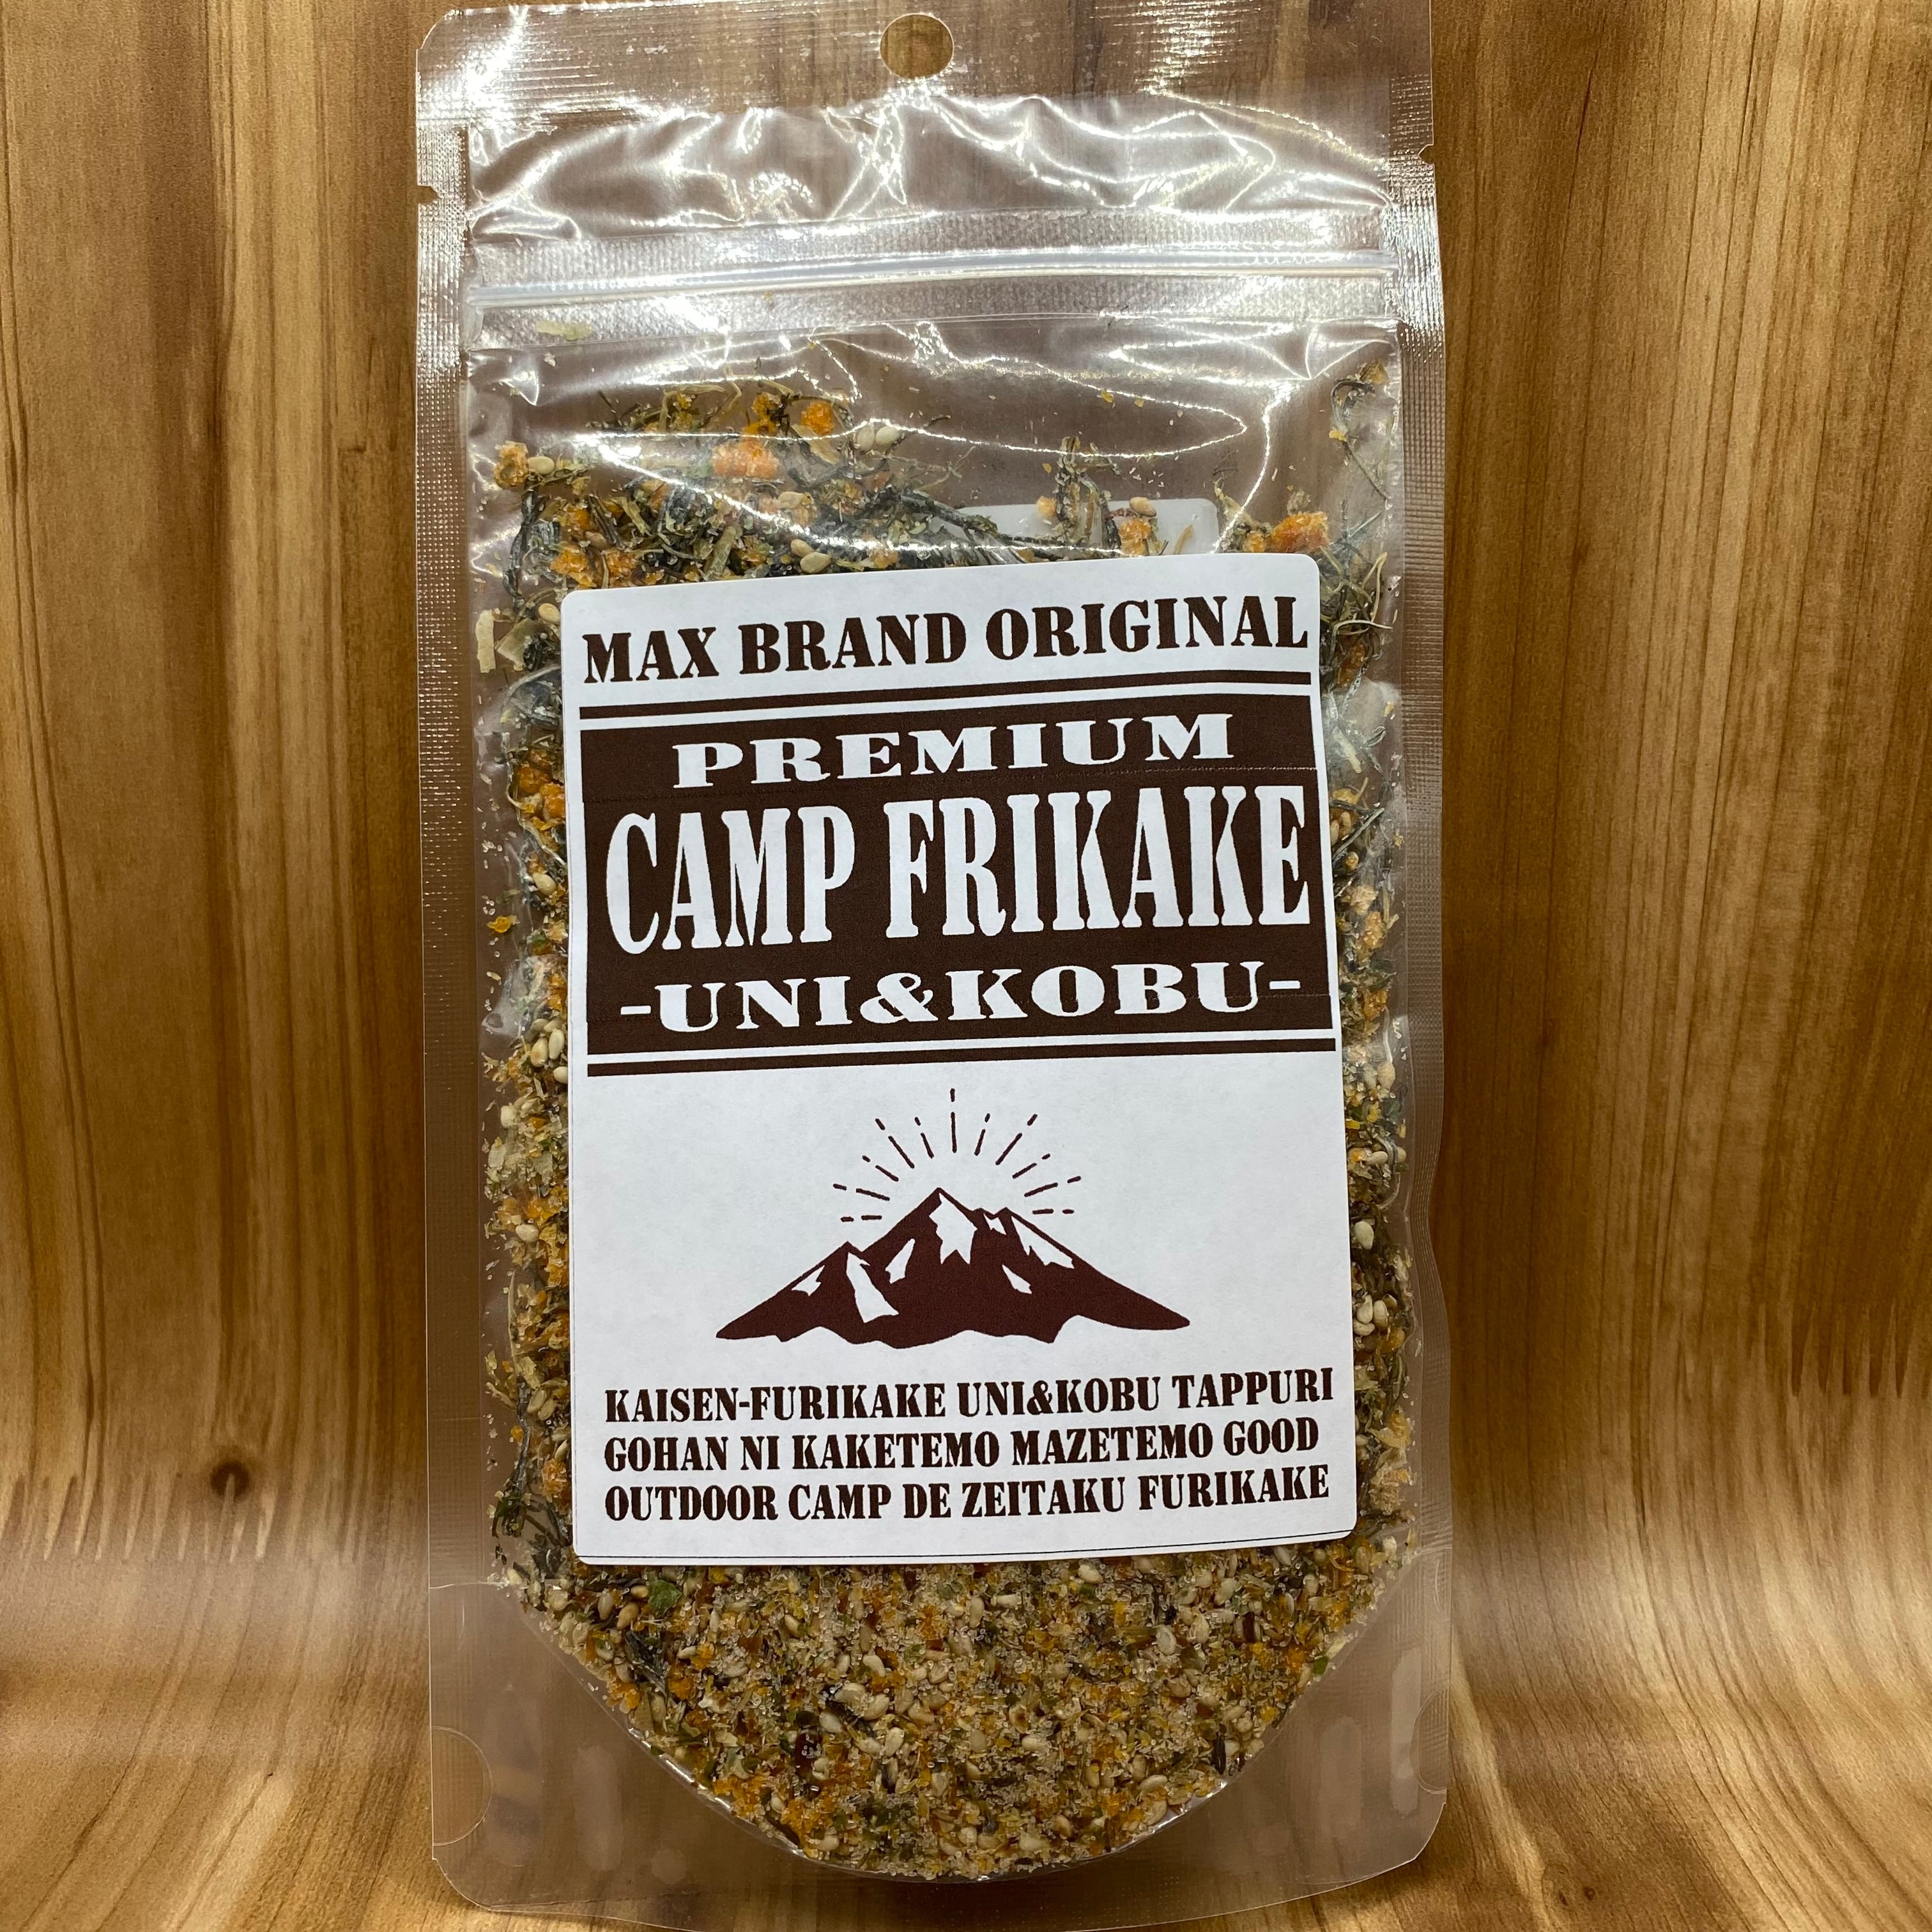 MAX BRAND ORIGINAL
PREMIUM
CAMP FRIKAKE
-UNI&KOBU-
KAISEN-FURIKAKE UNI&KOBU TAPPURI
GOHAN NI KAKETEMO MAZETEMO GOOD
OUTDOOR CAMP DE ZEITAKU FURIKAKE